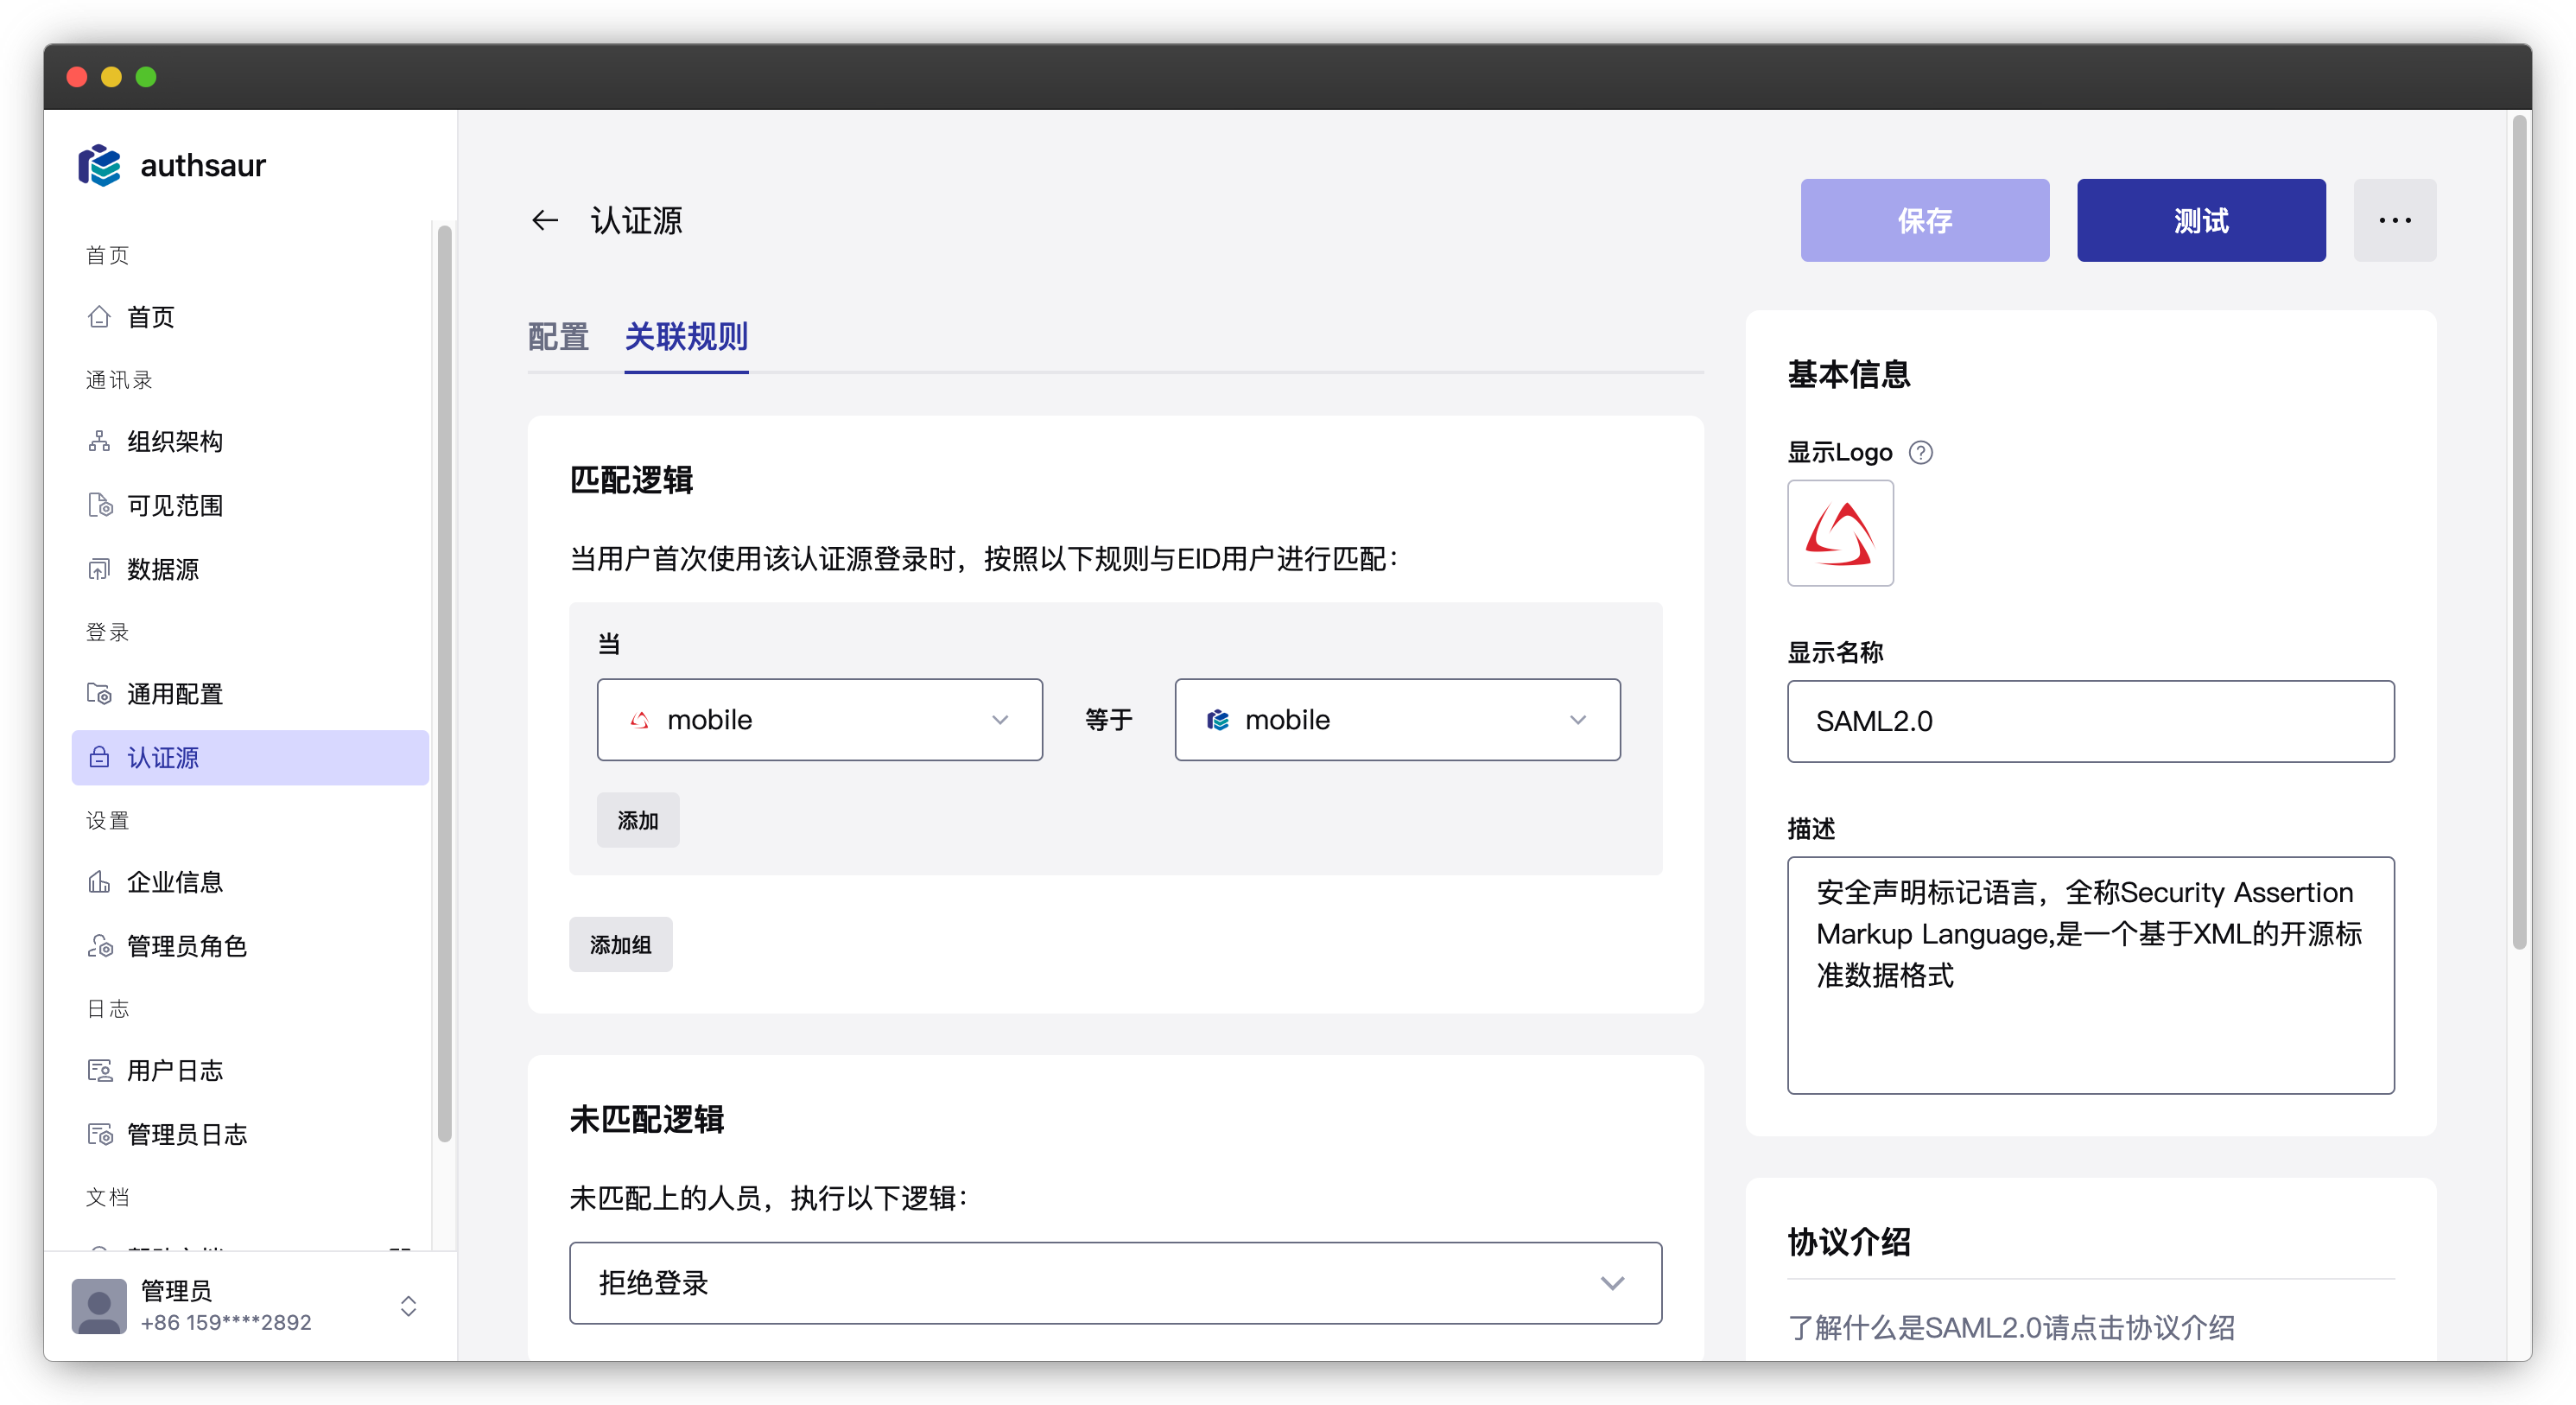 authsaur
首页
首页
通讯录
组织架构
可见范围
数据源
登录
通用配置
认证源
设置
企业信息
管理员角色
日志
用户日志
管理员日志
文档
管理员
+86 159****2892
认证源
保存
测试
配置
关联规则
匹配逻辑
当用户首次使用该认证源登录时，按照以下规则与EID用户进行匹配：
当
mobile
等于
mobile
添加
添加组
未匹配逻辑
未匹配上的人员，执行以下逻辑：
拒绝登录
基本信息
显示Logo
显示名称
SAML2.0
描述
安全声明标记语言，全称Security Assertion
Markup Language,是一个基于XML的开源标
准数据格式
协议介绍
了解什么是SAML2.0请点击协议介绍